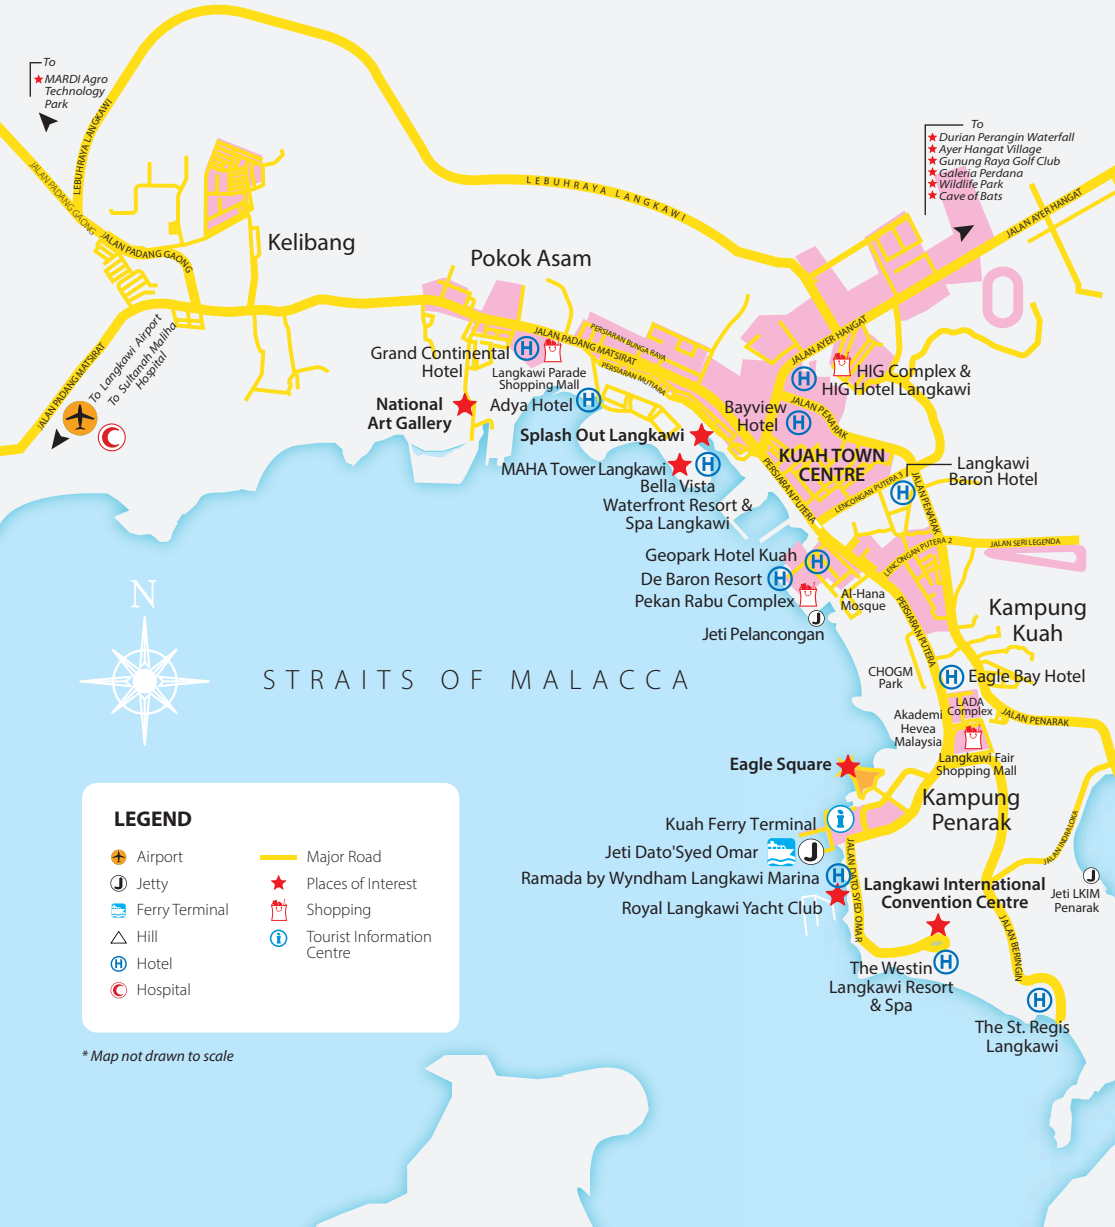 To
MARDI Agro
Technology
Park
LEBUHRAYA LANGKAWI
JALAN PADANG GAONG
JALAN PADANG GAONG
Kelibang
Pokok Asam
LEBUHRAYA LANGKAWI
To
Durian Perangin Waterfall
Ayer Hangat Village
Gunung Raya Golf Club
Galeria Perdana
Wildlife Park
Cave of Bats
JALAN AYER HANGAT
JALAN PADANG MATSIRAT
To Langkawi Airport
To Sultanah Maliha
Hospital
Grand Continental
Hotel
Langkawi Parade
Shopping Mall
JALAN PADANG MATSIRAT
PERSIARAN BUNGA RAYA
PERSIARAN MUTIARA
JALAN AYER HANGAT
HIG Complex &
HIG Hotel Langkawi
National
Art Gallery
Adya Hotel
Bayview
Hotel
JALAN PENARAK
Splash Out Langkawi
MAHA Tower Langkawi
Bella Vista
Waterfront Resort &
Spa Langkawi
KUAH TOWN
CENTRE
PERSIARAN PUTERA
LENCONGAN PUTERA 3
Langkawi
Baron Hotel
JALAN PENARAK
LENCONGAN PUTERA 2
JALAN SERI LEGENDA
Geopark Hotel Kuah
De Baron Resort
Pekan Rabu Complex
Al-Hana
Mosque
J
Jeti Pelancongan
PERSIARAN PUTERA
Kampung
Kuah
N
STRAITS OF MALACCA
CHOGM
Park
Eagle Bay Hotel
LADA
Complex
JALAN PENARAK
Akademi
Hevea
Malaysia
Langkawi Fair
Shopping Mall
Eagle Square
Kampung
Penarak
Kuah Ferry Terminal
Jeti Dato'Syed Omar
J
JALAN DATO SYED OMAR
JALAN INDRALOKA
Ramada by Wyndham Langkawi Marina
Royal Langkawi Yacht Club
Langkawi International
Convention Centre
J
Jeti LKIM
Penarak
JALAN BERINGIN
The Westin
Langkawi Resort
& Spa
The St. Regis
Langkawi
H
H
H
H
H
H
H
H
H
H
H
H
i
LEGEND
Airport
J Jetty
Ferry Terminal
Hill
H Hotel
Hospital
Major Road
Places of Interest
Shopping
i Tourist Information
Centre
* Map not drawn to scale